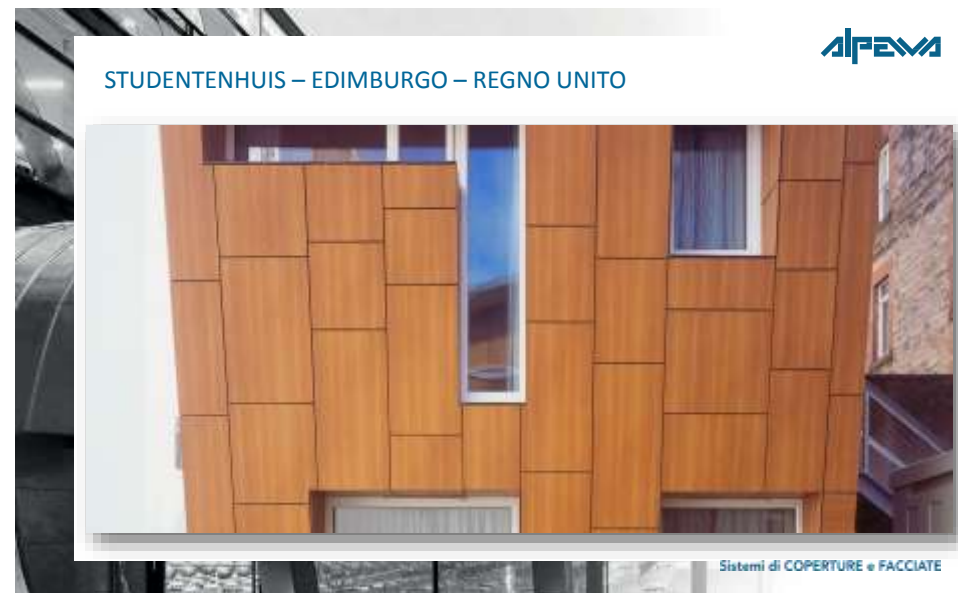 alpewa
STUDENTENHUIS – EDIMBURGO – REGNO UNITO
Sistemi di COPERTURE e FACCIATE